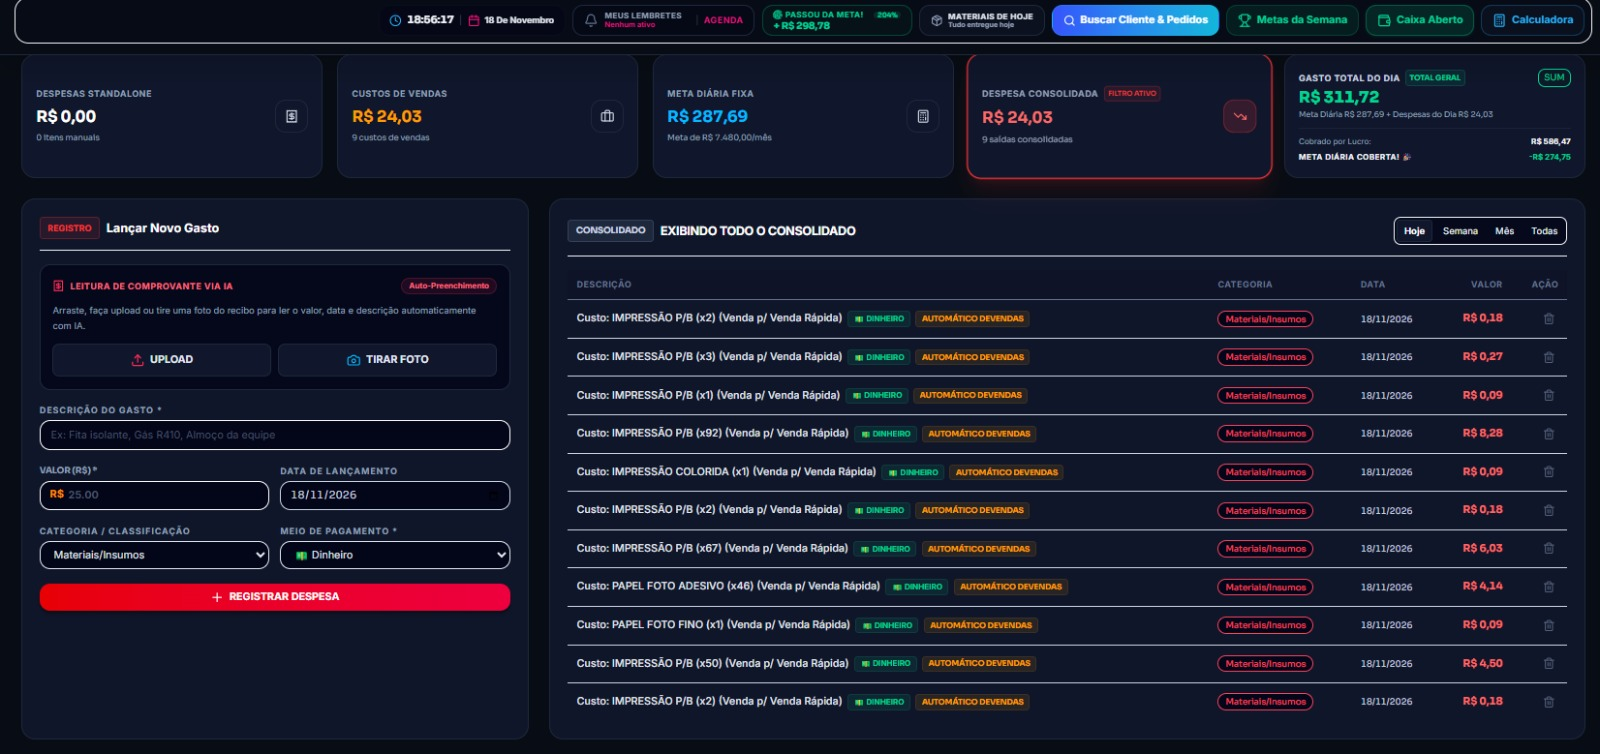 18:56:17
18 De Novembro
MEUS LEMBRETES
Nenhum ativo
AGENDA
PASSOU DA META! 204%
+ R$ 298,78
MATERIAIS DE HOJE
Tudo entregue hoje
Buscar Cliente & Pedidos
Metas da Semana
Caixa Aberto
Calculadora
DESPESAS STANDALONE
R$ 0,00
0 itens manuais
CUSTOS DE VENDAS
R$ 24,03
9 custos de vendas
META DIÁRIA FIXA
R$ 287,69
Meta de R$ 7.480,00/mês
DESPESA CONSOLIDADA FILTRO ATIVO
R$ 24,03
9 saídas consolidadas
GASTO TOTAL DO DIA TOTAL GERAL SUM
R$ 311,72
Meta Diária R$ 287,69 + Despesas do Dia R$ 24,03
Cobrado por Lucro: R$ 586,47
META DIÁRIA COBERTA! -R$ 274,75
REGISTRO Lançar Novo Gasto
LEITURA DE COMPROVANTE VIA IA Auto-Preenchimento
Arraste, faça upload ou tire uma foto do recibo para ler o valor, data e descrição automaticamente
com IA.
UPLOAD
TIRAR FOTO
DESCRIÇÃO DO GASTO *
Ex: Fita isolante, Gás R410, Almoço da equipe
VALOR (R$) * DATA DE LANÇAMENTO
R$ 25.00 18/11/2026
CATEGORIA / CLASSIFICAÇÃO MEIO DE PAGAMENTO *
Materiais/Insumos Dinheiro
+ REGISTRAR DESPESA
CONSOLIDADO EXIBINDO TODO O CONSOLIDADO
Hoje Semana Mês Todas
DESCRIÇÃO CATEGORIA DATA VALOR AÇÃO
Custo: IMPRESSÃO P/B (x2) (Venda p/ Venda Rápida) DINHEIRO AUTOMÁTICO DEVENDAS Materiais/Insumos 18/11/2026 R$ 0,18
Custo: IMPRESSÃO P/B (x3) (Venda p/ Venda Rápida) DINHEIRO AUTOMÁTICO DEVENDAS Materiais/Insumos 18/11/2026 R$ 0,27
Custo: IMPRESSÃO P/B (x1) (Venda p/ Venda Rápida) DINHEIRO AUTOMÁTICO DEVENDAS Materiais/Insumos 18/11/2026 R$ 0,09
Custo: IMPRESSÃO P/B (x92) (Venda p/ Venda Rápida) DINHEIRO AUTOMÁTICO DEVENDAS Materiais/Insumos 18/11/2026 R$ 8,28
Custo: IMPRESSÃO COLORIDA (x1) (Venda p/ Venda Rápida) DINHEIRO AUTOMÁTICO DEVENDAS Materiais/Insumos 18/11/2026 R$ 0,09
Custo: IMPRESSÃO P/B (x2) (Venda p/ Venda Rápida) DINHEIRO AUTOMÁTICO DEVENDAS Materiais/Insumos 18/11/2026 R$ 0,18
Custo: IMPRESSÃO P/B (x67) (Venda p/ Venda Rápida) DINHEIRO AUTOMÁTICO DEVENDAS Materiais/Insumos 18/11/2026 R$ 6,03
Custo: PAPEL FOTO ADESIVO (x46) (Venda p/ Venda Rápida) DINHEIRO AUTOMÁTICO DEVENDAS Materiais/Insumos 18/11/2026 R$ 4,14
Custo: PAPEL FOTO FINO (x1) (Venda p/ Venda Rápida) DINHEIRO AUTOMÁTICO DEVENDAS Materiais/Insumos 18/11/2026 R$ 0,09
Custo: IMPRESSÃO P/B (x50) (Venda p/ Venda Rápida) DINHEIRO AUTOMÁTICO DEVENDAS Materiais/Insumos 18/11/2026 R$ 4,50
Custo: IMPRESSÃO P/B (x2) (Venda p/ Venda Rápida) DINHEIRO AUTOMÁTICO DEVENDAS Materiais/Insumos 18/11/2026 R$ 0,18